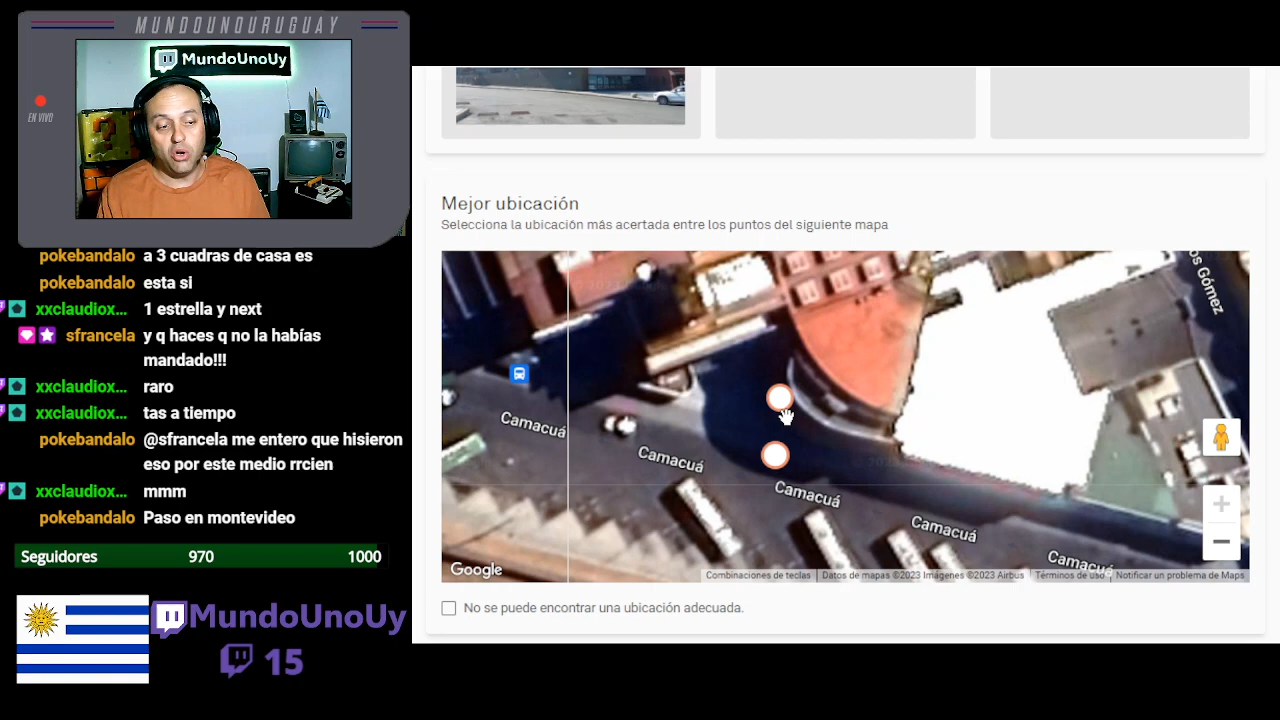 MUNDOUNOURUGUAY
MundoUnoUy
EN VIVO
pokebandalo a 3 cuadras de casa es
pokebandalo esta si
xxclaudiox... 1 estrella y next
sfrancela y q haces q no la habías
mandado!!!
xxclaudiox... raro
xxclaudiox... tas a tiempo
pokebandalo @sfrancela me entero que hisieron
eso por este medio rrcien
xxclaudiox... mmm
pokebandalo Paso en montevideo
Seguidores 970 1000
MundoUnoUy
15
Mejor ubicación
Selecciona la ubicación más acertada entre los puntos del siguiente mapa
os Gómez
Camacuá
Camacuá
Camacuá
Camacuá
Camacuá
Google
Combinaciones de teclas Datos de mapas ©2023 Imágenes ©2023 Airbus Términos de uso Notificar un problema de Maps
No se puede encontrar una ubicación adecuada.